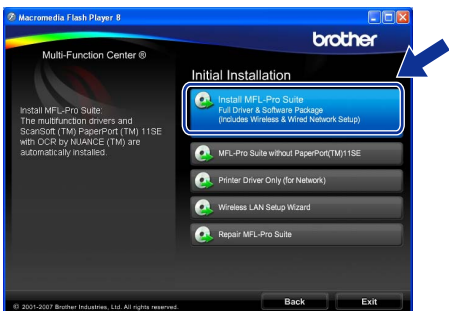 Macromedia Flash Player 8
brother
Multi-Function Center ®
Initial Installation
Install MFL-Pro Suite:
The multifunction drivers and
ScanSoft (TM) PaperPort (TM) 11SE
with OCR by NUANCE (TM) are
automatically installed.
Install MFL-Pro Suite
Full Driver & Software Package
(Includes Wireless & Wired Network Setup)
MFL-Pro Suite without PaperPort(TM)11SE
Printer Driver Only (for Network)
Wireless LAN Setup Wizard
Repair MFL-Pro Suite
Back
Exit
© 2001-2007 Brother Industries, Ltd. All rights reserved.